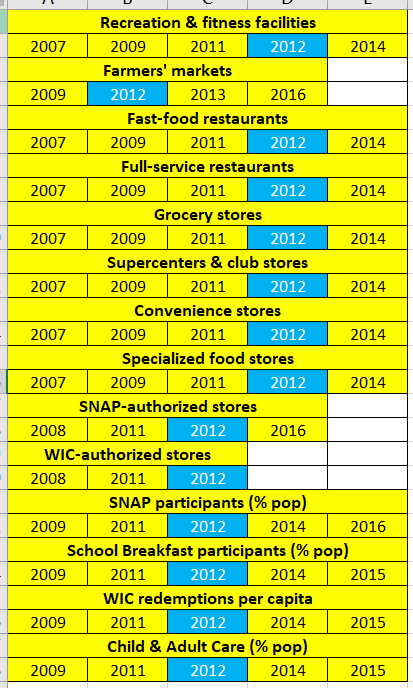 Recreation & fitness facilities
2007 2009 2011 2012 2014
Farmers' markets
2009 2012 2013 2016
Fast-food restaurants
2007 2009 2011 2012 2014
Full-service restaurants
2007 2009 2011 2012 2014
Grocery stores
2007 2009 2011 2012 2014
Supercenters & club stores
2007 2009 2011 2012 2014
Convenience stores
2007 2009 2011 2012 2014
Specialized food stores
2007 2009 2011 2012 2014
SNAP-authorized stores
2008 2011 2012 2016
WIC-authorized stores
2008 2011 2012
SNAP participants (% pop)
2009 2011 2012 2014 2016
School Breakfast participants (% pop)
2009 2011 2012 2014 2015
WIC redemptions per capita
2009 2011 2012 2014 2015
Child & Adult Care (% pop)
2009 2011 2012 2014 2015